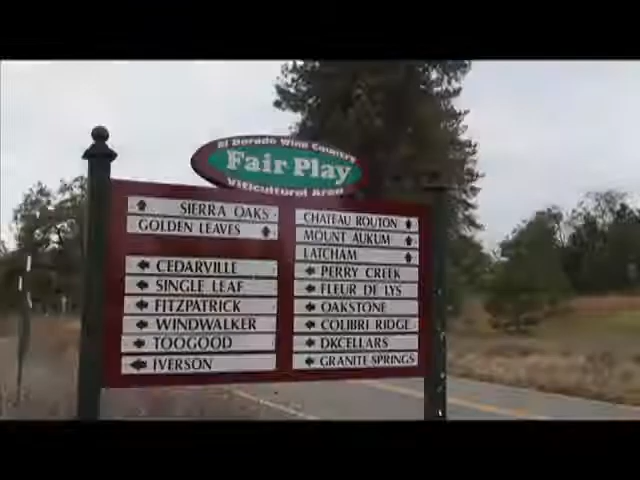 El Dorado Wine Country
Fair Play
Viticultural Area
SIERRA OAKS
GOLDEN LEAVES
CEDARVILLE
SINGLE LEAF
FITZPATRICK
WINDWALKER
TOOGOOD
IVERSON
CHATEAU ROUTON
MOUNT AUKUM
LATCHAM
PERRY CREEK
FLEUR DE LYS
OAKSTONE
COLIBRI RIDGE
DKCELLARS
GRANITE SPRINGS